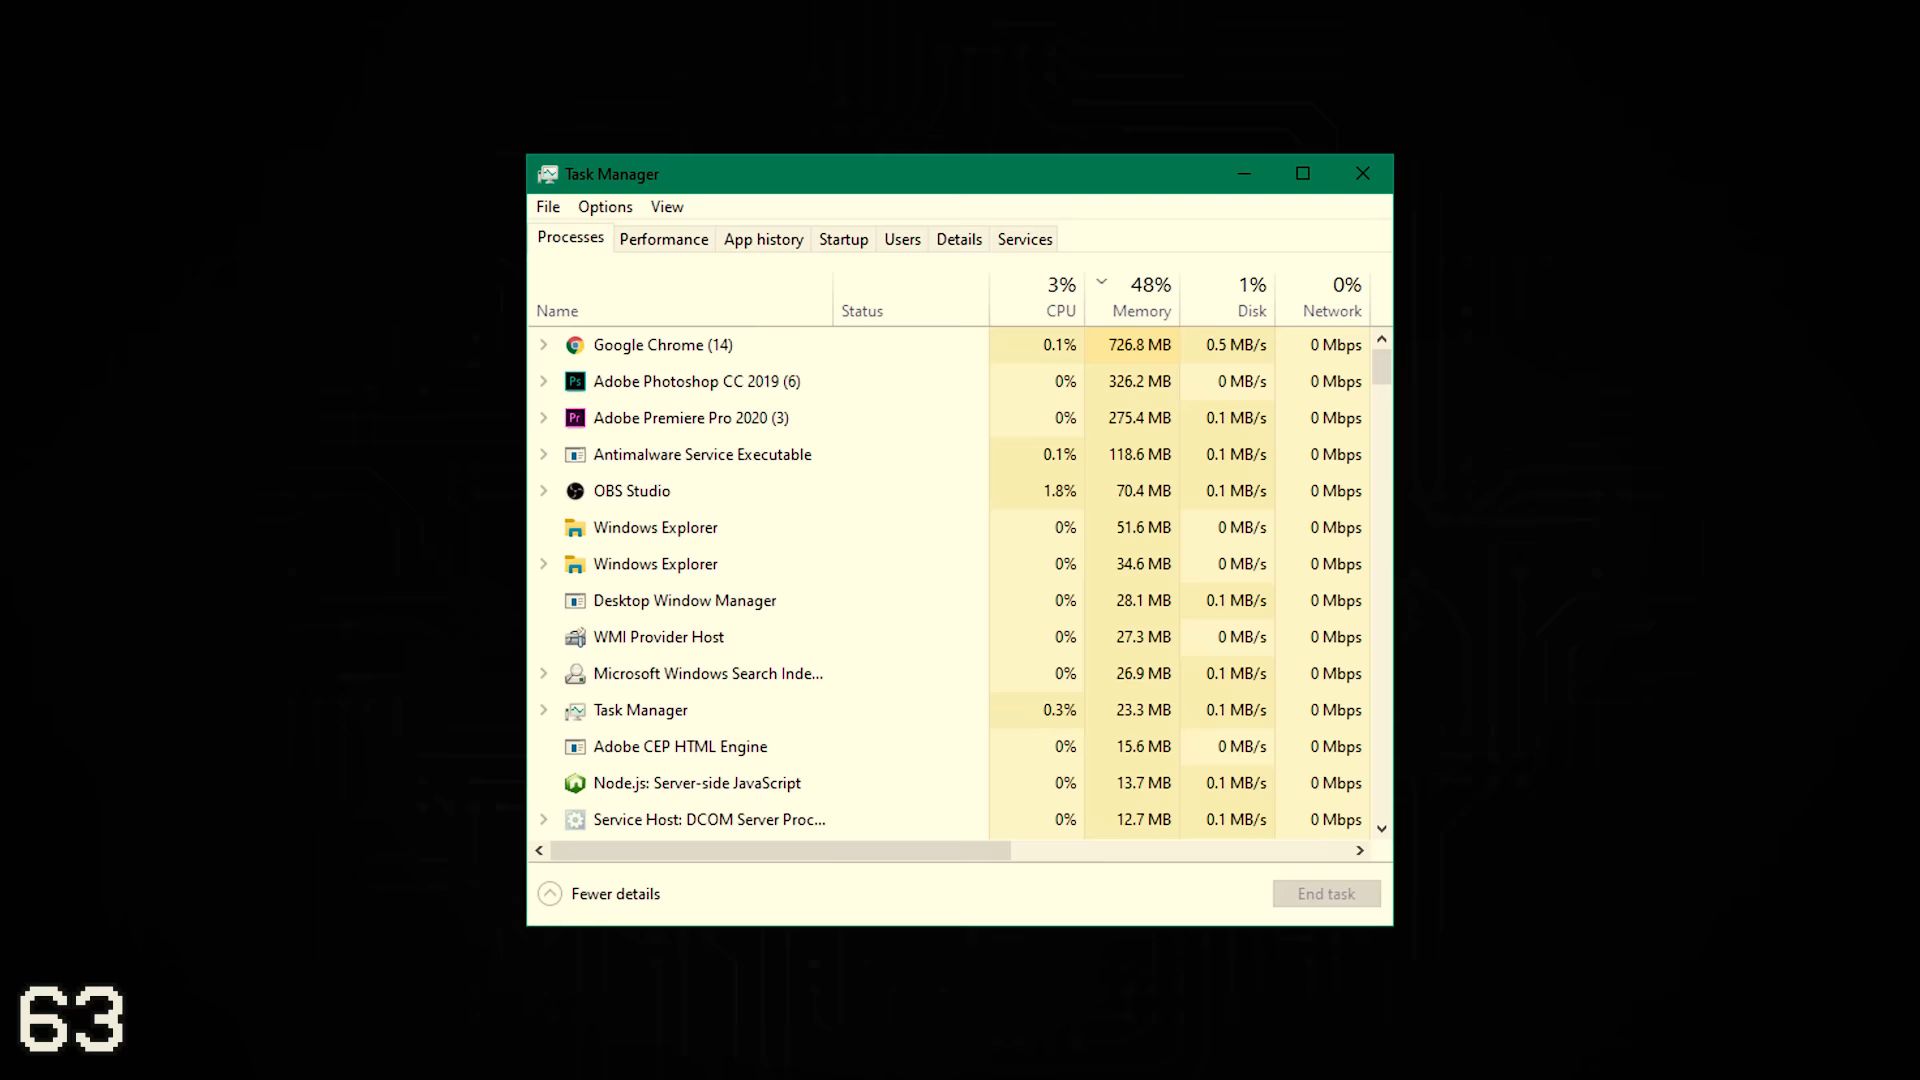 Task Manager
File Options View
Processes Performance App history Startup Users Details Services
3% 48% 1% 0%
Name Status CPU Memory Disk Network
Google Chrome (14) 0.1% 726.8 MB 0.5 MB/s 0 Mbps
Ps Adobe Photoshop CC 2019 (6) 0% 326.2 MB 0 MB/s 0 Mbps
Pr Adobe Premiere Pro 2020 (3) 0% 275.4 MB 0.1 MB/s 0 Mbps
Antimalware Service Executable 0.1% 118.6 MB 0.1 MB/s 0 Mbps
OBS Studio 1.8% 70.4 MB 0.1 MB/s 0 Mbps
Windows Explorer 0% 51.6 MB 0 MB/s 0 Mbps
Windows Explorer 0% 34.6 MB 0 MB/s 0 Mbps
Desktop Window Manager 0% 28.1 MB 0.1 MB/s 0 Mbps
WMI Provider Host 0% 27.3 MB 0 MB/s 0 Mbps
Microsoft Windows Search Inde... 0% 26.9 MB 0.1 MB/s 0 Mbps
Task Manager 0.3% 23.3 MB 0.1 MB/s 0 Mbps
Adobe CEP HTML Engine 0% 15.6 MB 0 MB/s 0 Mbps
Node.js: Server-side JavaScript 0% 13.7 MB 0.1 MB/s 0 Mbps
Service Host: DCOM Server Proc... 0% 12.7 MB 0.1 MB/s 0 Mbps
Fewer details End task
63